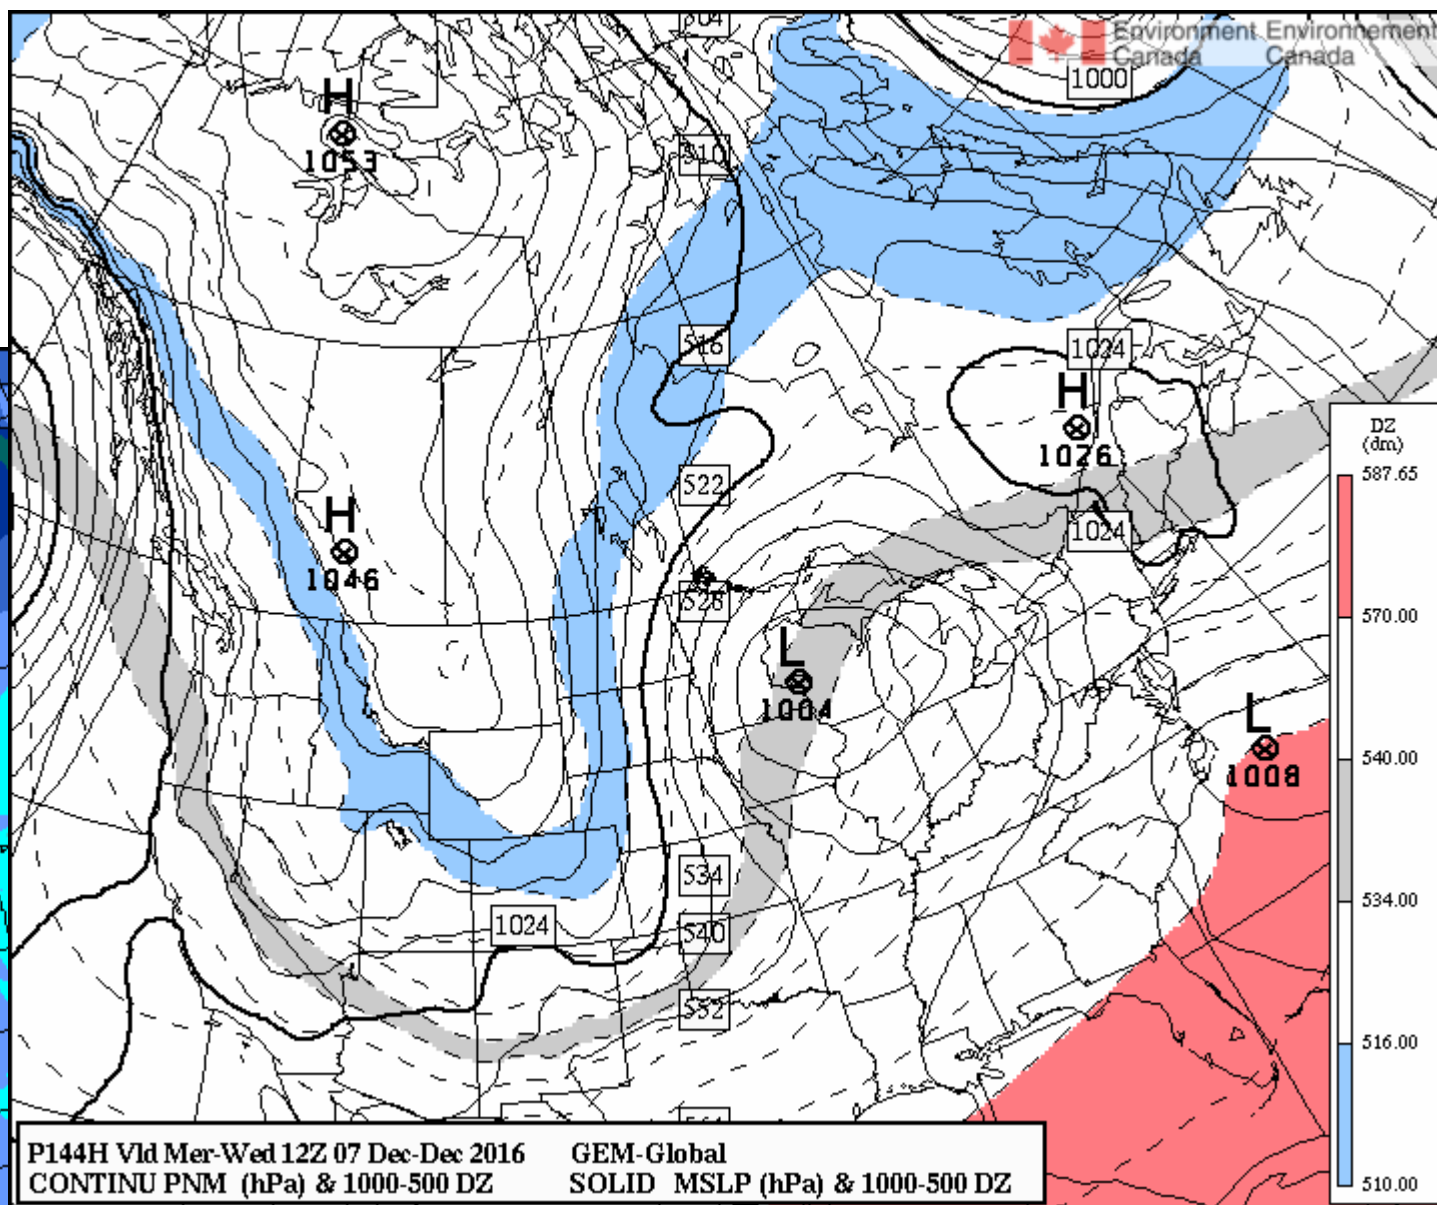 504
Environment Environnement
Canada Canada
1000
H
1053
510
516
1024
H
1026
DZ
(dm)
587.65
522
1024
H
1046
528
570.00
L
1004
L
1008
540.00
534
534.00
1024
540
552
516.00
P144H Vld Mer-Wed 12Z 07 Dec-Dec 2016 GEM-Global
CONTINU PNM (hPa) & 1000-500 DZ SOLID MSLP (hPa) & 1000-500 DZ
510.00